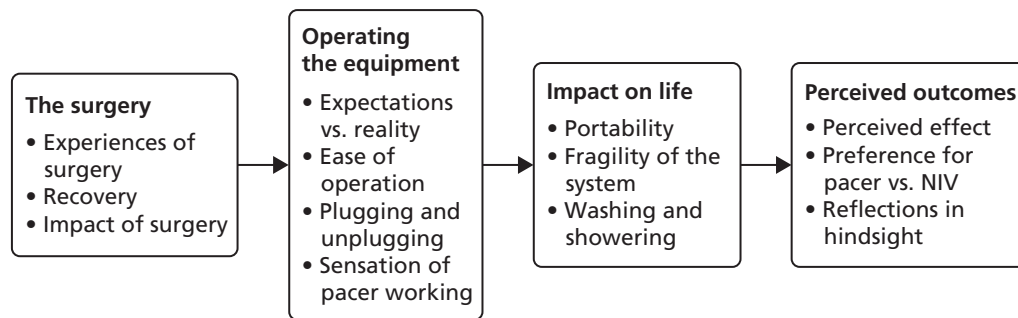 The surgery
• Experiences of
surgery
• Recovery
• Impact of surgery
Operating
the equipment
• Expectations
vs. reality
• Ease of
operation
• Plugging and
unplugging
• Sensation of
pacer working
Impact on life
• Portability
• Fragility of the
system
• Washing and
showering
Perceived outcomes
• Perceived effect
• Preference for
pacer vs. NIV
• Reflections in
hindsight